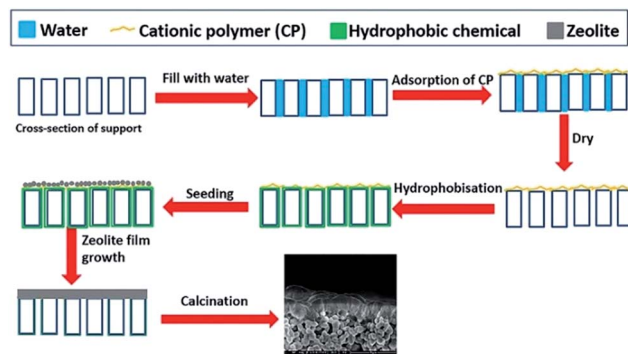 Water
Cationic polymer (CP)
Hydrophobic chemical
Zeolite
Fill with water
Adsorption of CP
Cross-section of support
Dry
Hydrophobisation
Seeding
Zeolite film
growth
Calcination